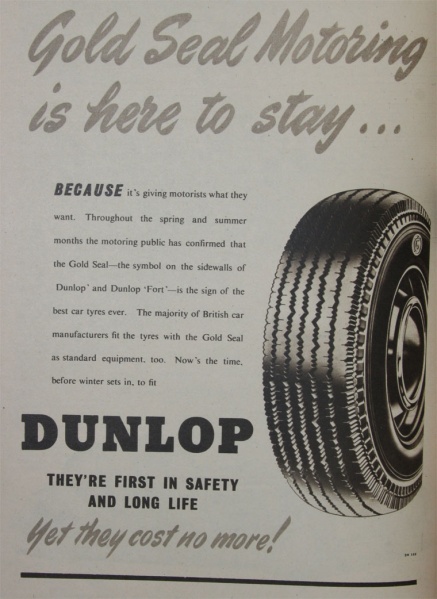 Gold Seal Motoring
is here to stay...
BECAUSE it's giving motorists what they
want. Throughout the spring and summer
months the motoring public has confirmed that
the Gold Seal—the symbol on the sidewalls of
Dunlop' and Dunlop 'Fort'—is the sign of the
best car tyres ever. The majority of British car
manufacturers fit the tyres with the Gold Seal
as standard equipment, too. Now's the time,
before winter sets in, to fit
DUNLOP
THEY'RE FIRST IN SAFETY
AND LONG LIFE
Yet they cost no more!